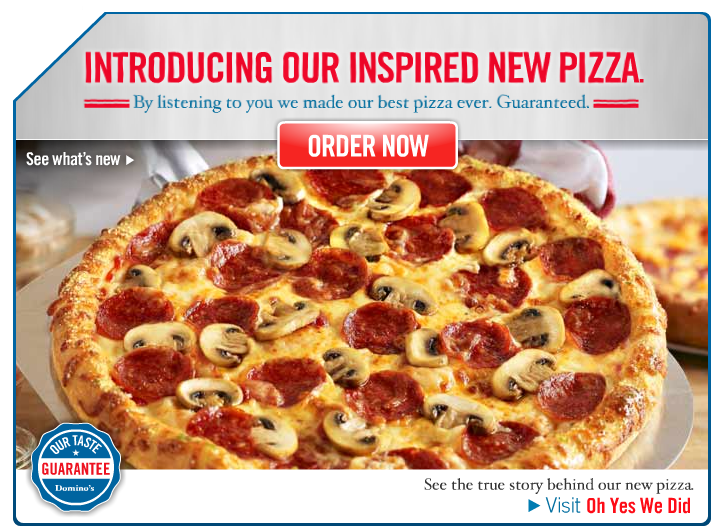 INTRODUCING OUR INSPIRED NEW PIZZA.
By listening to you we made our best pizza ever. Guaranteed.
ORDER NOW
See what's new
OUR TASTE
GUARANTEE
Domino's
See the true story behind our new pizza.
Visit Oh Yes We Did